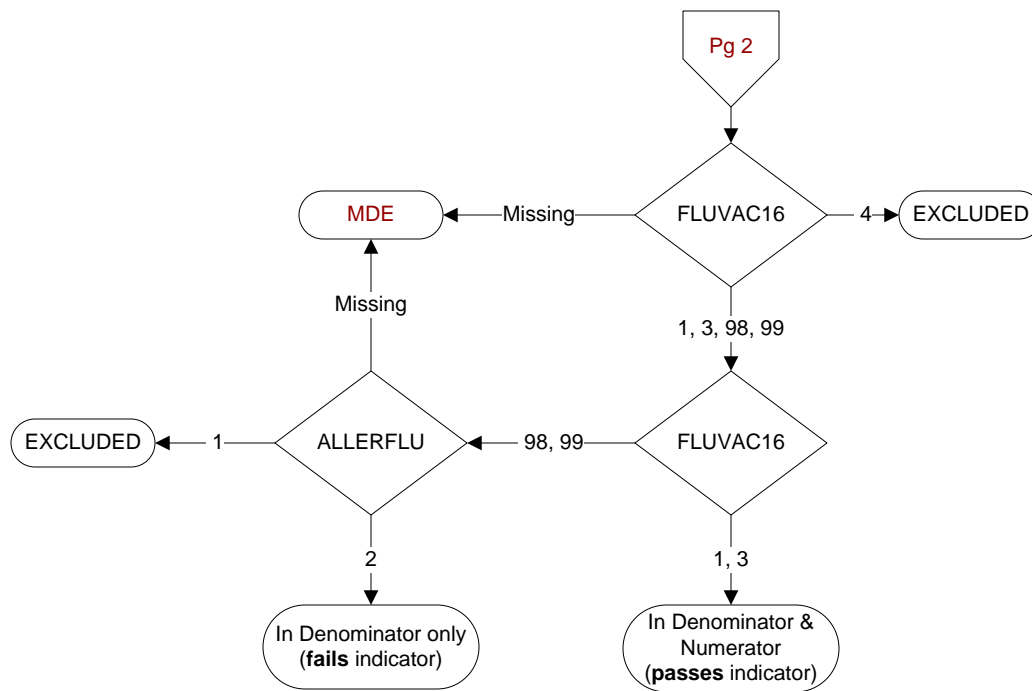 Pg 2
MDE
Missing
FLUVAC16
4
EXCLUDED
Missing
1, 3, 98, 99
EXCLUDED
1
ALLERFLU
98, 99
FLUVAC16
2
1, 3
In Denominator only
(fails indicator)
In Denominator &
Numerator
(passes indicator)